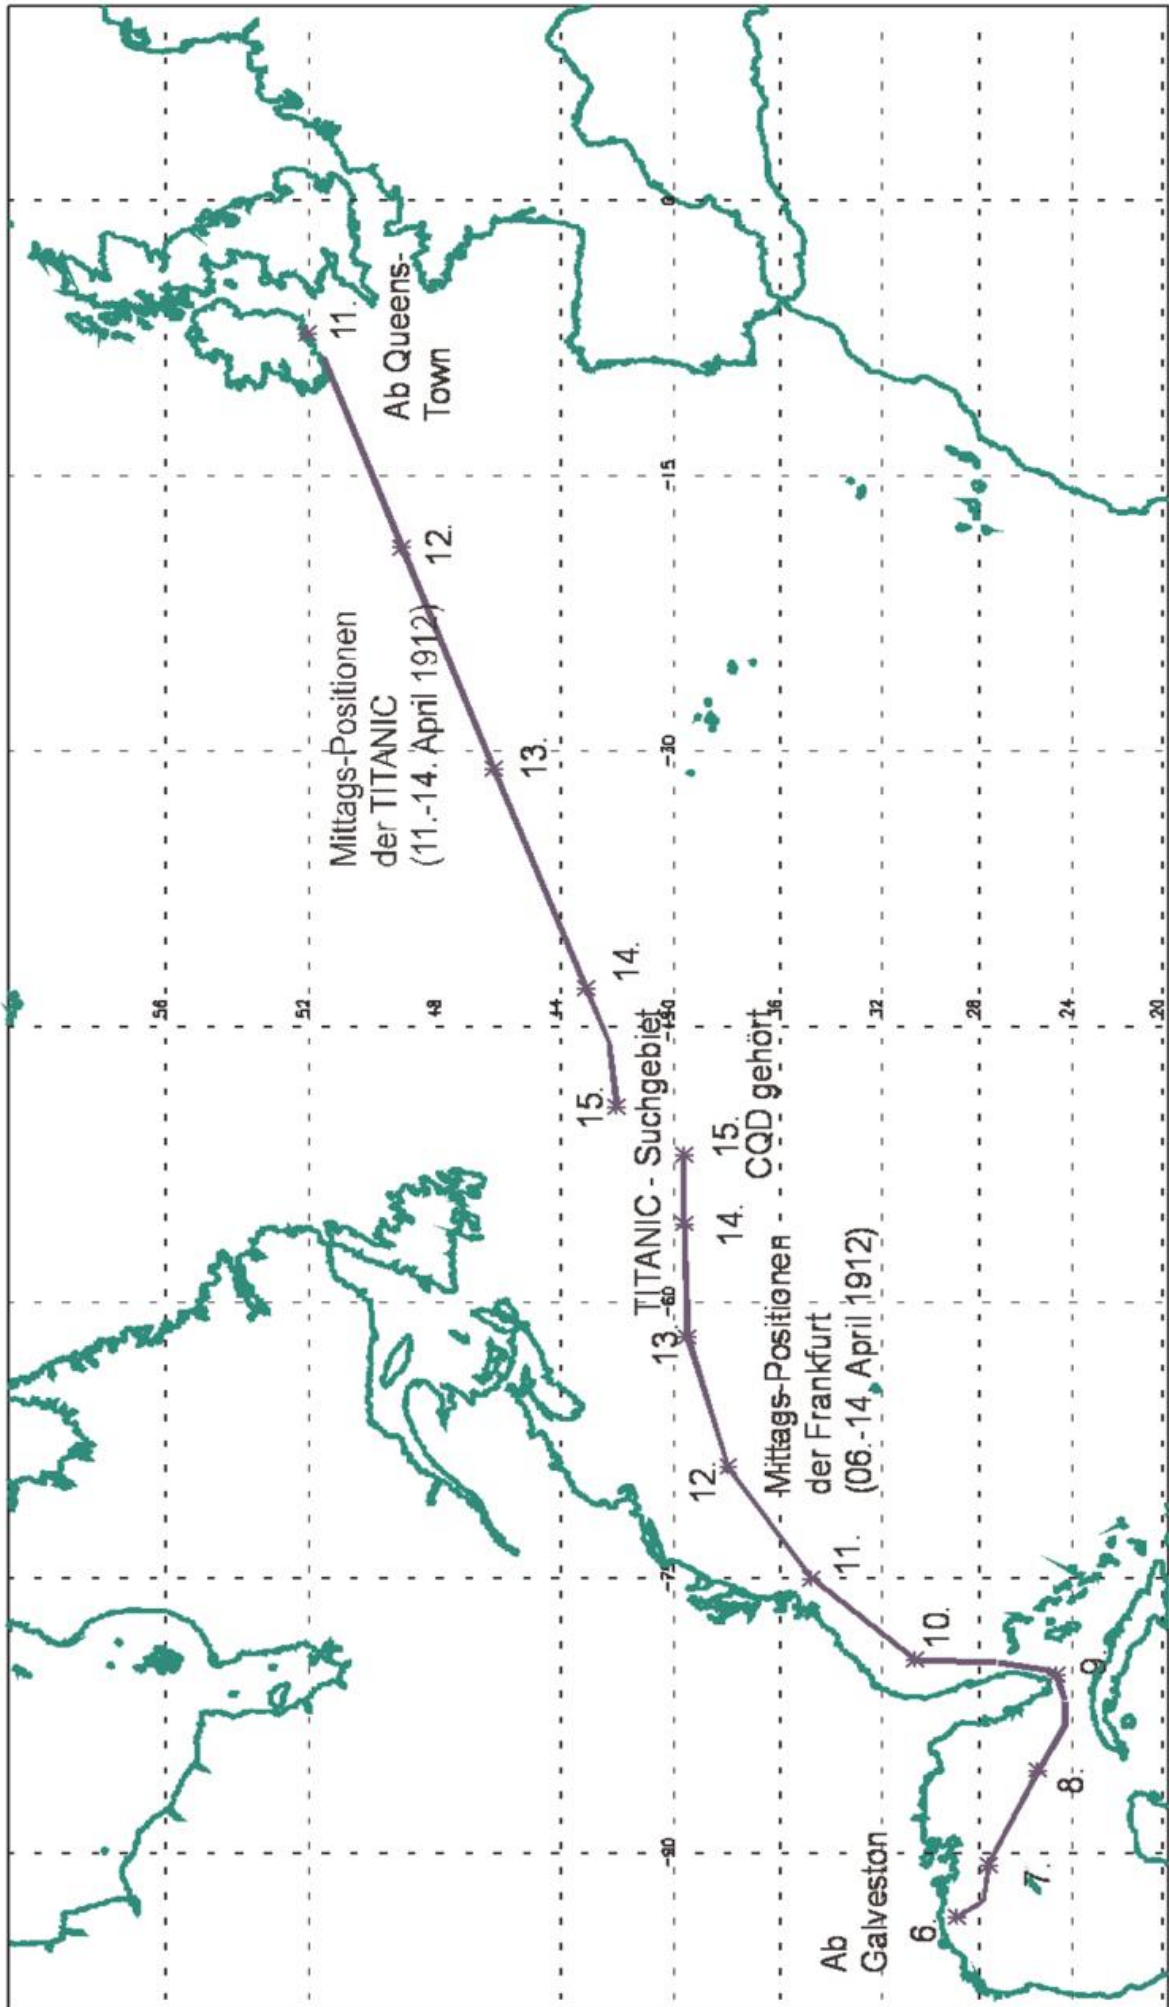 56
52
48
44
36
32
28
24
20
-90
-75
-60
-30
-15
0
11.
Ab Queens-
Town
12.
Mittags-Positionen
der TITANIC
(11.-14. April 1912)
13.
14.
15.
TITANIC - Suchgebiet
15.
CQD gehört
14.
13.
Mittags-Positionen
der Frankfurt
(06.-14. April 1912)
12.
11.
10.
9.
8.
7.
6.
Ab
Galveston